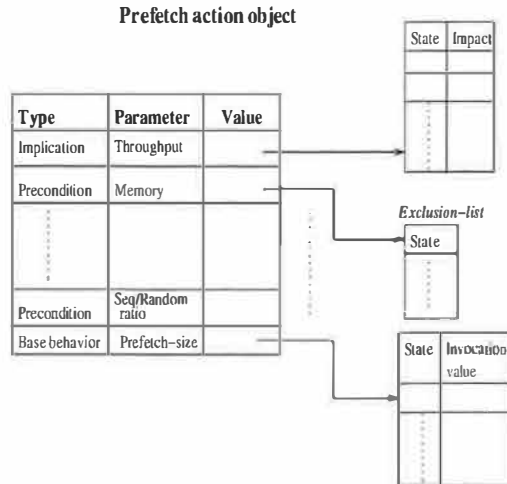 Prefetch action object
State Impact
Type Parameter Value
Implication Throughput
Precondition Memory
Exclusion-list
State
Seq/Random
Precondition ratio
Base behavior Prefetch-size
State Invocation
value